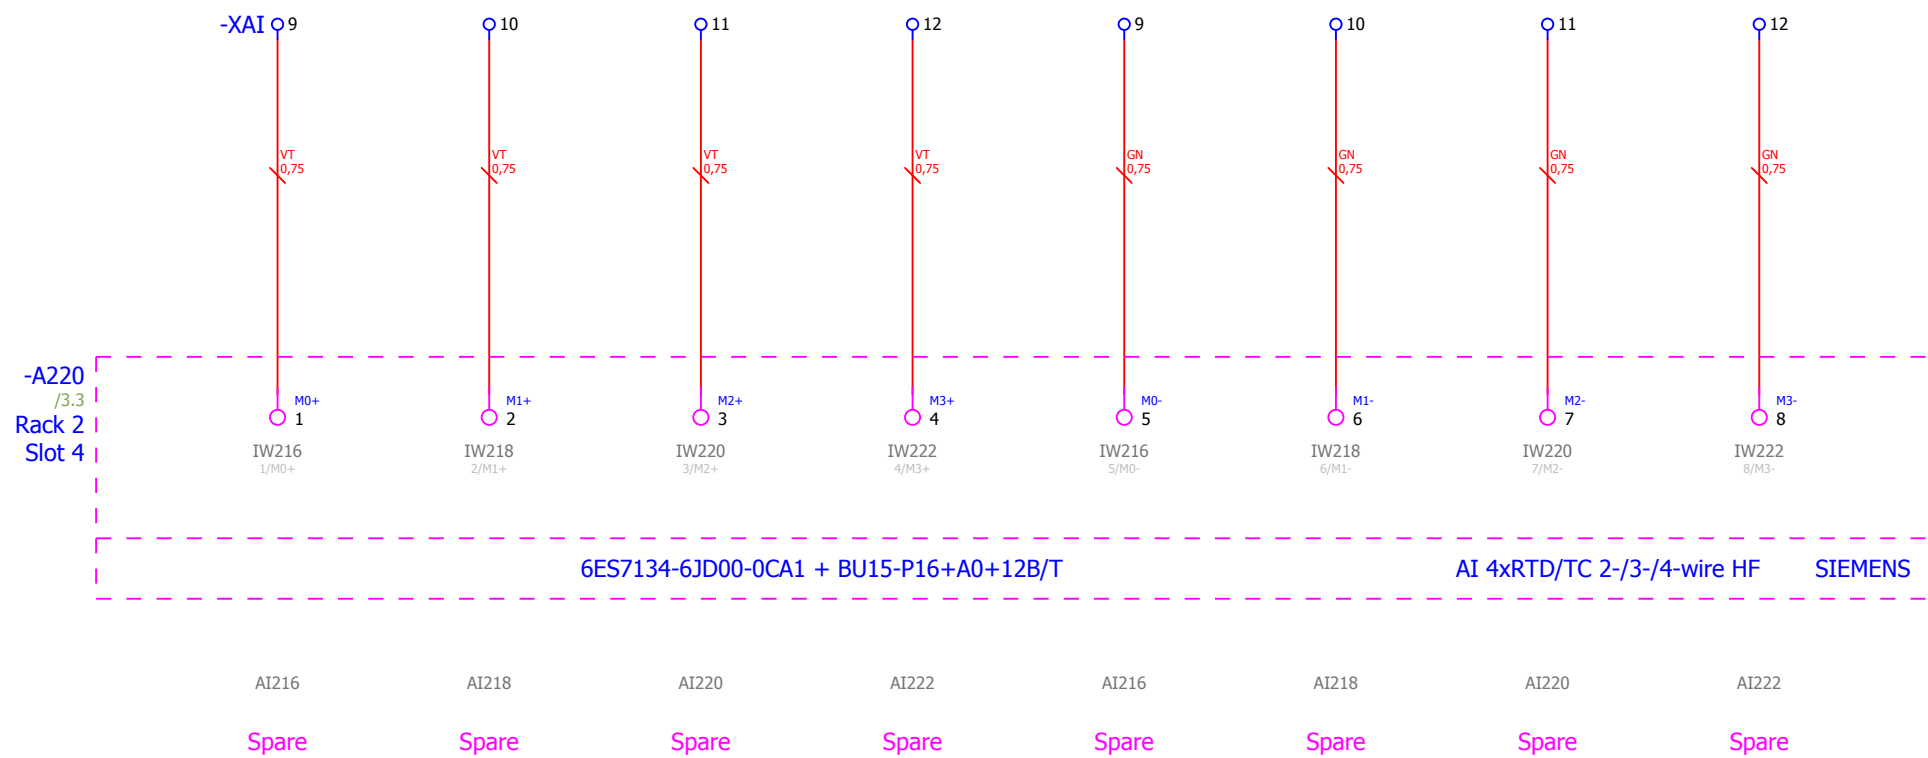 -XAI 9 10 11 12 9 10 11 12
VT VT VT VT GN GN GN GN
0,75 0,75 0,75 0,75 0,75 0,75 0,75 0,75
-A220
/3.3
Rack 2
Slot 4
M0+ M1+ M2+ M3+ M0- M1- M2- M3-
1 2 3 4 5 6 7 8
IW216 IW218 IW220 IW222 IW216 IW218 IW220 IW222
1/M0+ 2/M1+ 3/M2+ 4/M3+ 5/M0- 6/M1- 7/M2- 8/M3-
6ES7134-6JD00-0CA1 + BU15-P16+A0+12B/T AI 4xRTD/TC 2-/3-/4-wire HF SIEMENS
AI216 AI218 AI220 AI222 AI216 AI218 AI220 AI222
Spare Spare Spare Spare Spare Spare Spare Spare